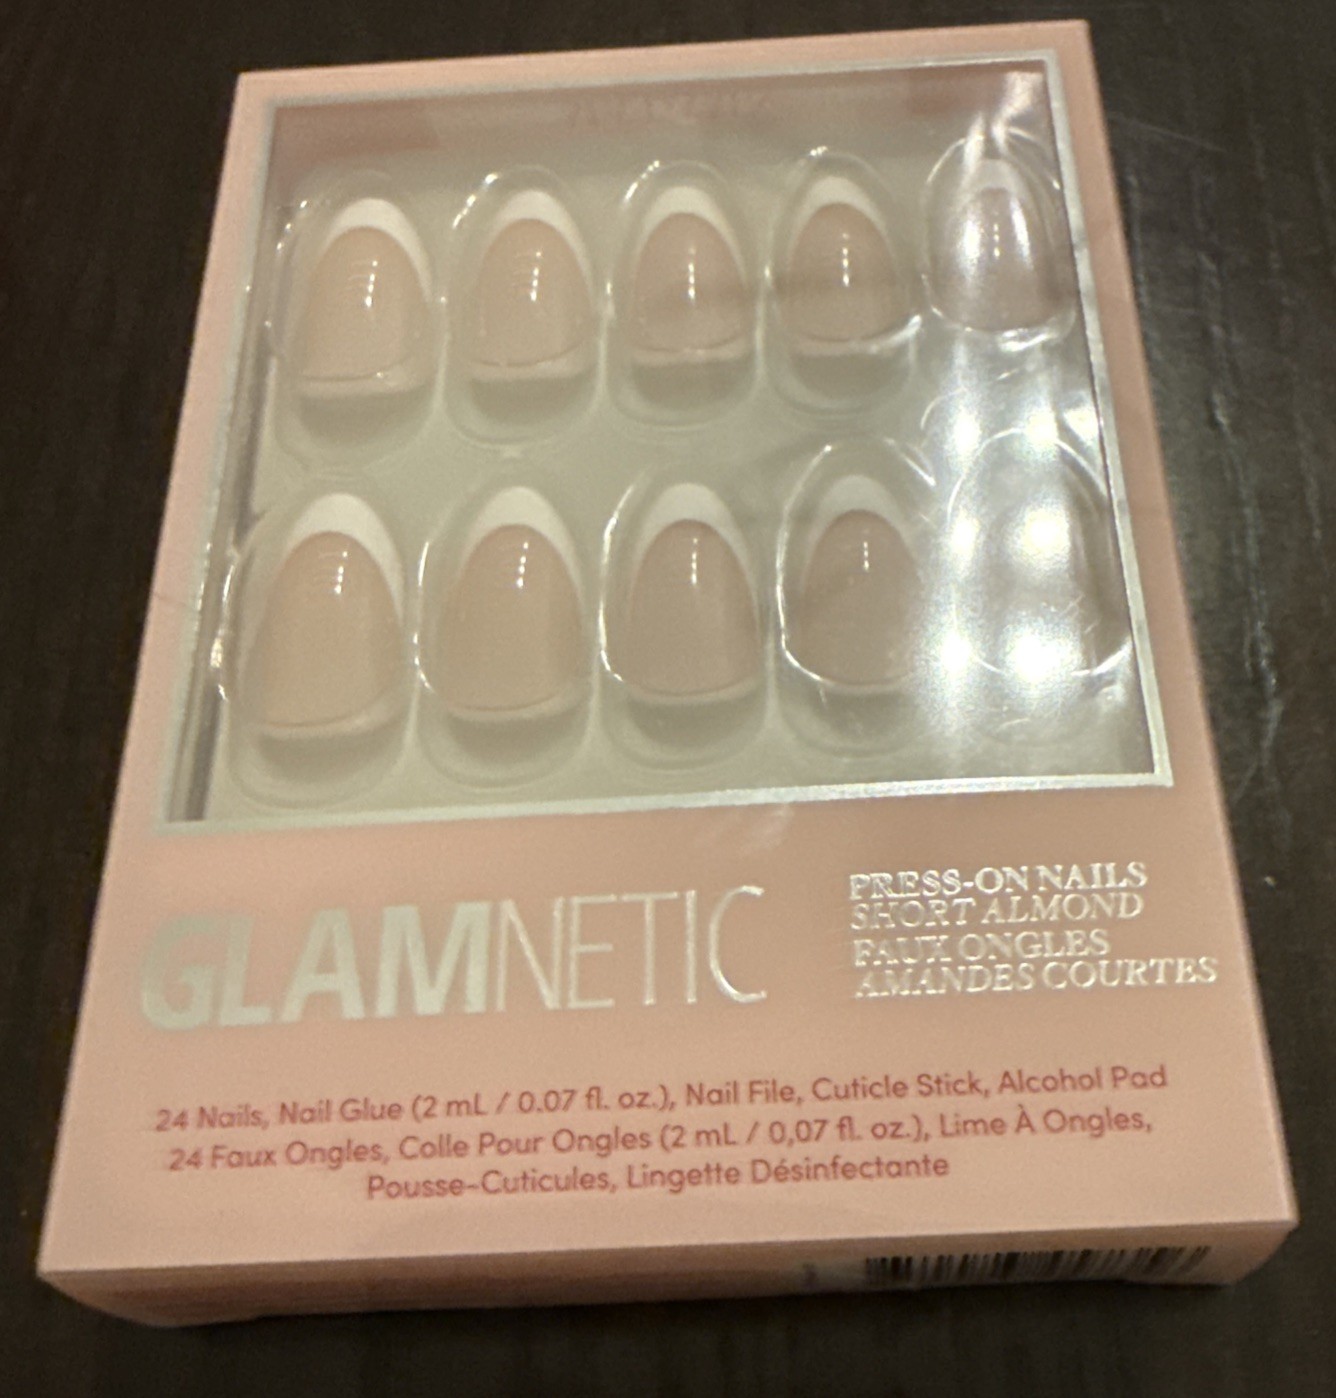 GLAMNETIC
PRESS-ON NAILS
SHORT ALMOND
FAUX ONGLES
AMANDES COURTES
24 Nails, Nail Glue (2 mL / 0.07 fl. oz.), Nail File, Cuticle Stick, Alcohol Pad
24 Faux Ongles, Colle Pour Ongles (2 mL / 0,07 fl. oz.), Lime À Ongles,
Pousse-Cuticules, Lingette Désinfectante